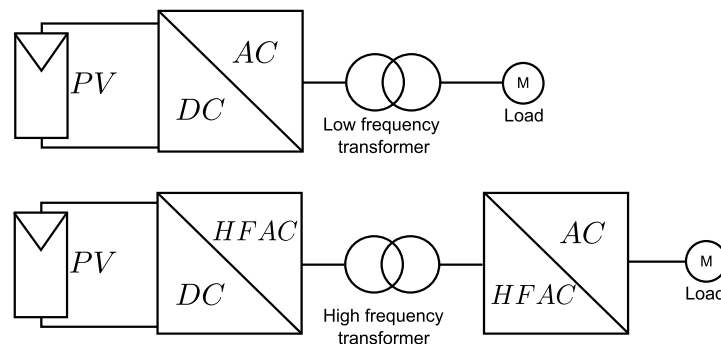 PV
DC
AC
Low frequency
transformer
M
Load
PV
DC
HFAC
High frequency
transformer
HFAC
AC
M
Load